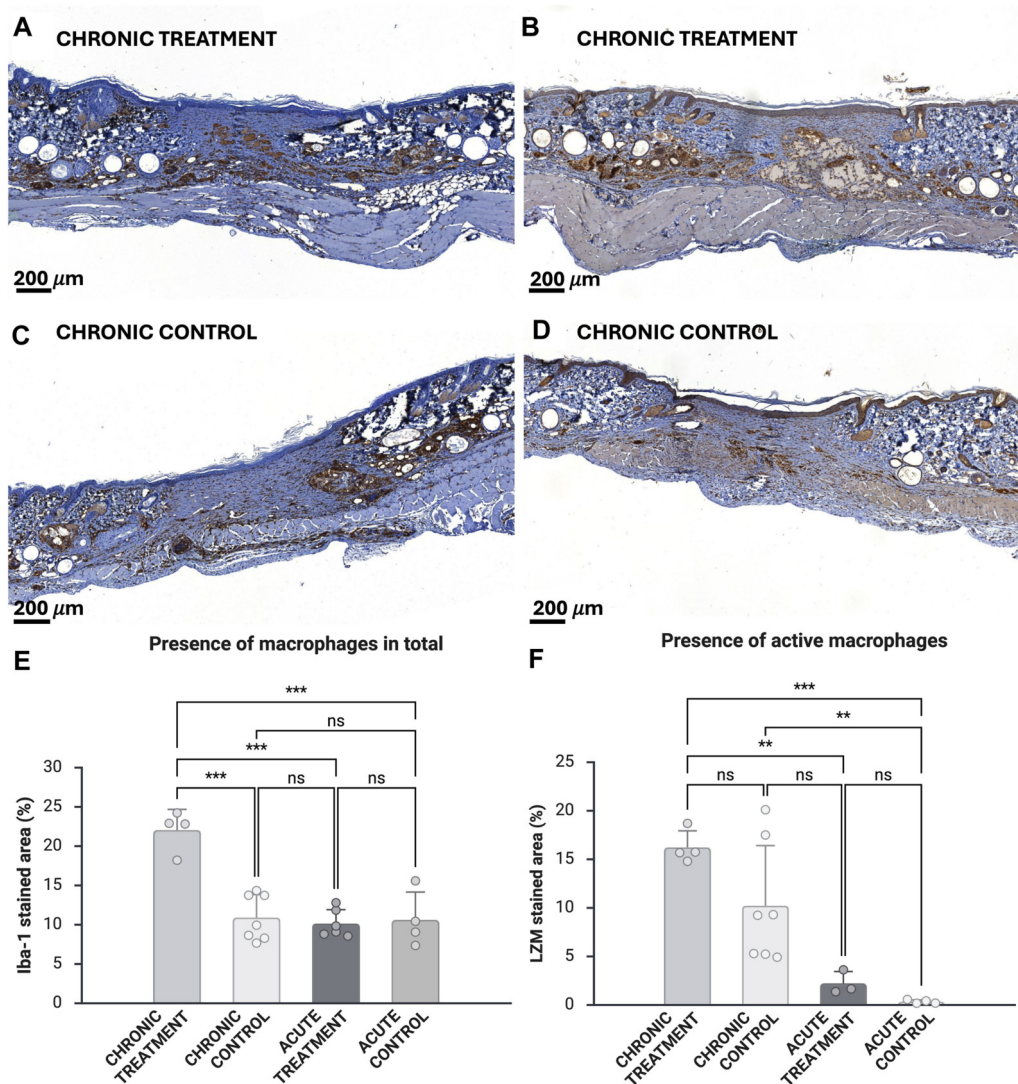 A
CHRONIC TREATMENT
B
CHRONIC TREATMENT
200 μm
200 μm
C
CHRONIC CONTROL
D
CHRONIC CONTROL
200 μm
200 μm
E
Presence of macrophages in total
***
ns
***
***
ns
ns
Iba-1 stained area (%)
30
25
20
15
10
5
0
CHRONIC
TREATMENT
CHRONIC
CONTROL
ACUTE
TREATMENT
ACUTE
CONTROL
F
Presence of active macrophages
***
**
**
ns
ns
ns
LZM stained area (%)
25
20
15
10
5
0
CHRONIC
TREATMENT
CHRONIC
CONTROL
ACUTE
TREATMENT
ACUTE
CONTROL